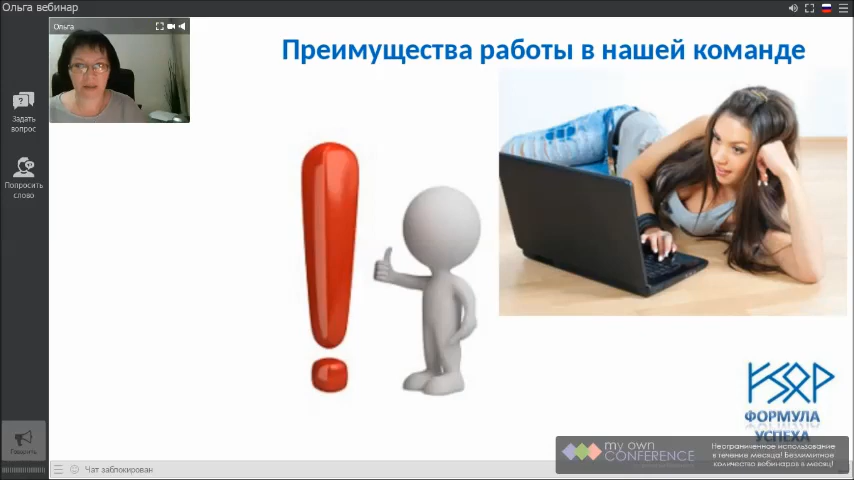 Ольга вебинар
Ольга
Преимущества работы в нашей команде
Задать
вопрос
Попросить
слово
ФОРМУЛА
УСПЕХА
Говорить
Чат заблокирован
my own
CONFERENCE
Неограниченное использование
в течение месяца! Безлимитное
количество вебинаров в месяц!